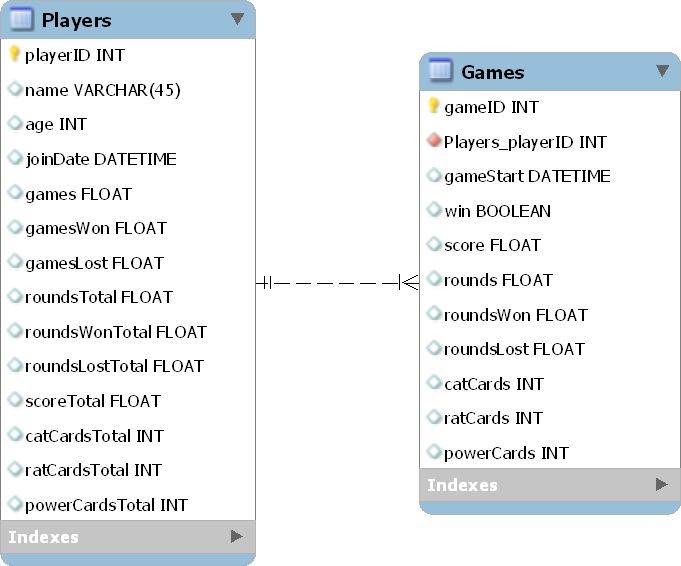 Players
playerID INT
name VARCHAR(45)
age INT
joinDate DATETIME
games FLOAT
gamesWon FLOAT
gamesLost FLOAT
roundsTotal FLOAT
roundsWonTotal FLOAT
roundsLostTotal FLOAT
scoreTotal FLOAT
catCardsTotal INT
ratCardsTotal INT
powerCardsTotal INT
Indexes
Games
gameID INT
Players_playerID INT
gameStart DATETIME
win BOOLEAN
score FLOAT
rounds FLOAT
roundsWon FLOAT
roundsLost FLOAT
catCards INT
ratCards INT
powerCards INT
Indexes